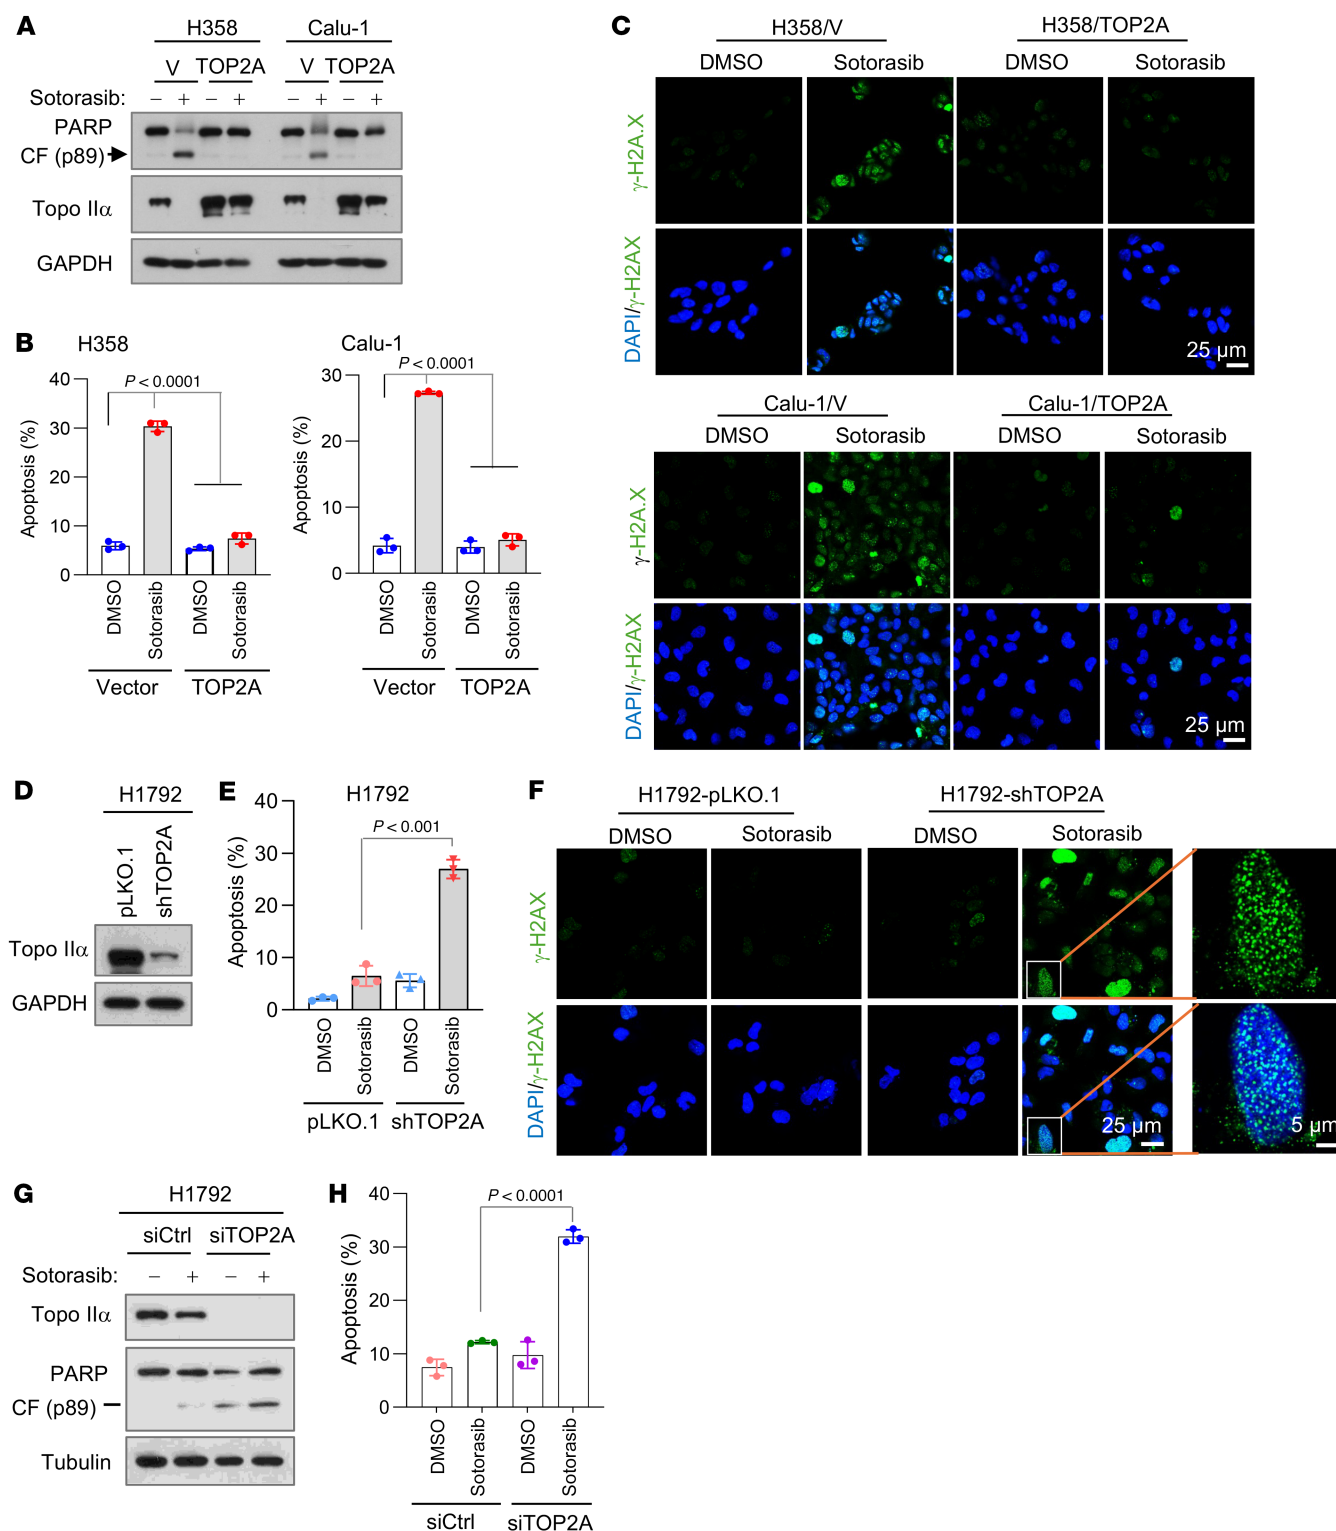 A
H358 Calu-1
V TOP2A V TOP2A
Sotorasib: – + – + – + – +
PARP
CF (p89)
Topo IIα
GAPDH
B
H358
P < 0.0001
Apoptosis (%)
40
30
20
10
0
DMSO
Sotorasib
DMSO
Sotorasib
Vector TOP2A
Calu-1
P < 0.0001
Apoptosis (%)
30
20
10
0
DMSO
Sotorasib
DMSO
Sotorasib
Vector TOP2A
C
H358/V H358/TOP2A
DMSO Sotorasib DMSO Sotorasib
γ-H2A.X
DAPI/γ-H2AX
25 μm
Calu-1/V Calu-1/TOP2A
DMSO Sotorasib DMSO Sotorasib
γ-H2A.X
DAPI/γ-H2AX
25 μm
D
H1792
pLKO.1
shTOP2A
Topo IIα
GAPDH
E
H1792
P < 0.001
Apoptosis (%)
40
30
20
10
0
DMSO
Sotorasib
DMSO
Sotorasib
pLKO.1 shTOP2A
F
H1792-pLKO.1 H1792-shTOP2A
DMSO Sotorasib DMSO Sotorasib
γ-H2AX
DAPI/γ-H2AX
25 μm
5 μm
G
H1792
siCtrl siTOP2A
Sotorasib: – + – +
Topo IIα
PARP
CF (p89)
Tubulin
H
P < 0.0001
Apoptosis (%)
40
30
20
10
0
DMSO
Sotorasib
DMSO
Sotorasib
siCtrl siTOP2A